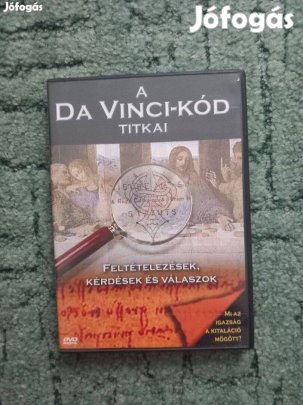 Jófogás
A
DA VINCI-KÓD
TITKAI
FELTÉTELEZÉSEK,
KÉRDÉSEK ÉS VÁLASZOK
MI AZ
IGAZSÁG
A KITALÁCIÓ
MÖGÖTT?
DVD
Jófogás